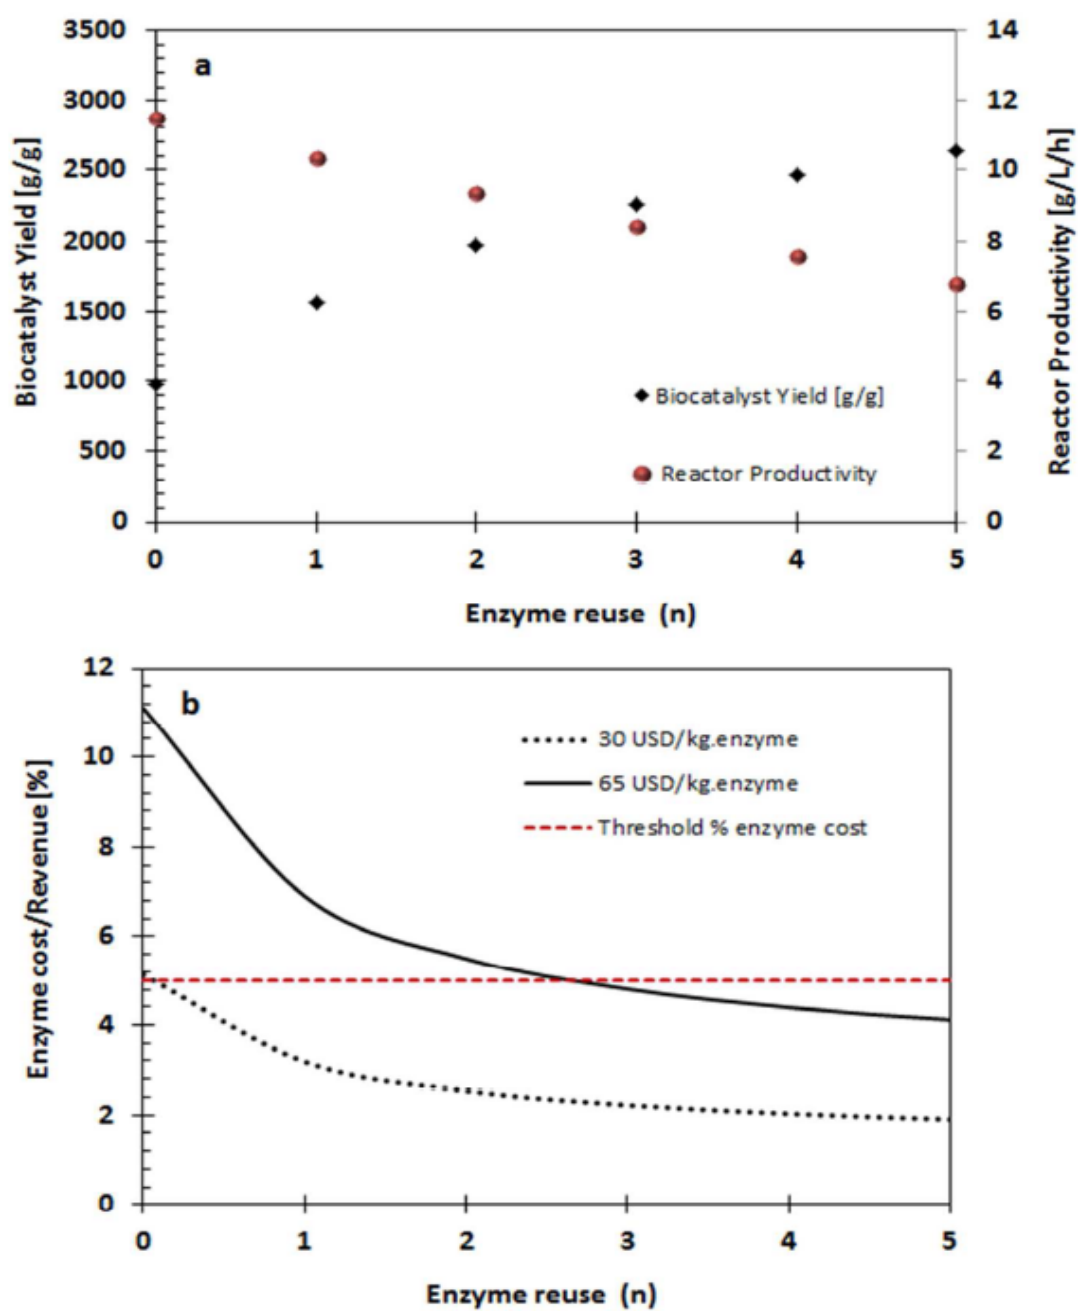 3500
3000
2500
2000
1500
1000
500
0
Biocatalyst Yield [g/g]
a
14
12
10
8
6
4
2
0
Reactor Productivity [g/L/h]
Biocatalyst Yield [g/g]
Reactor Productivity
0 1 2 3 4 5
Enzyme reuse (n)
12
10
8
6
4
2
0
Enzyme cost/Revenue [%]
b
30 USD/kg.enzyme
65 USD/kg.enzyme
Threshold % enzyme cost
0 1 2 3 4 5
Enzyme reuse (n)